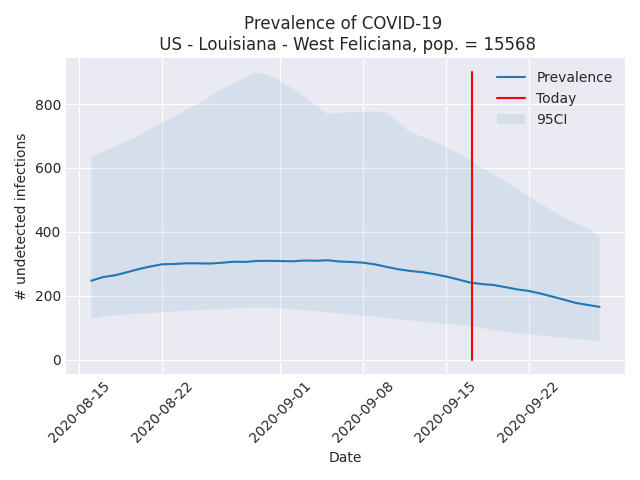 Prevalence of COVID-19
US - Louisiana - West Feliciana, pop. = 15568
Prevalence
Today
95CI
# undetected infections
800
600
400
200
0
2020-08-15
2020-08-22
2020-09-01
2020-09-08
2020-09-15
2020-09-22
Date